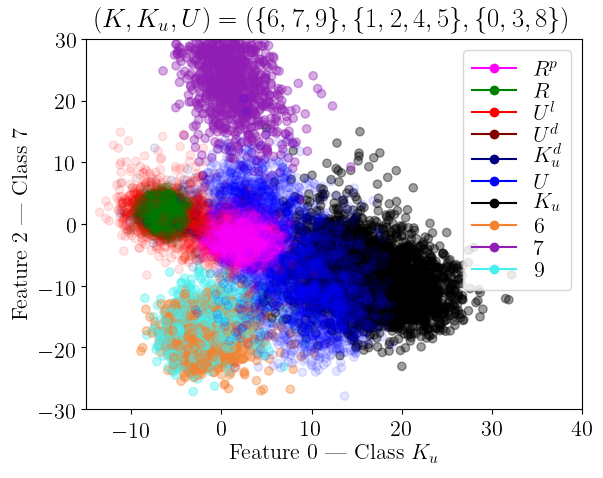 (K, K_u, U) = ({6, 7, 9}, {1, 2, 4, 5}, {0, 3, 8})
30
20
10
0
−10
−20
−30
Feature 2 — Class 7
R^p
R
U^l
U^d
K_u^d
U
K_u
6
7
9
−10
0
10
20
30
40
Feature 0 — Class K_u